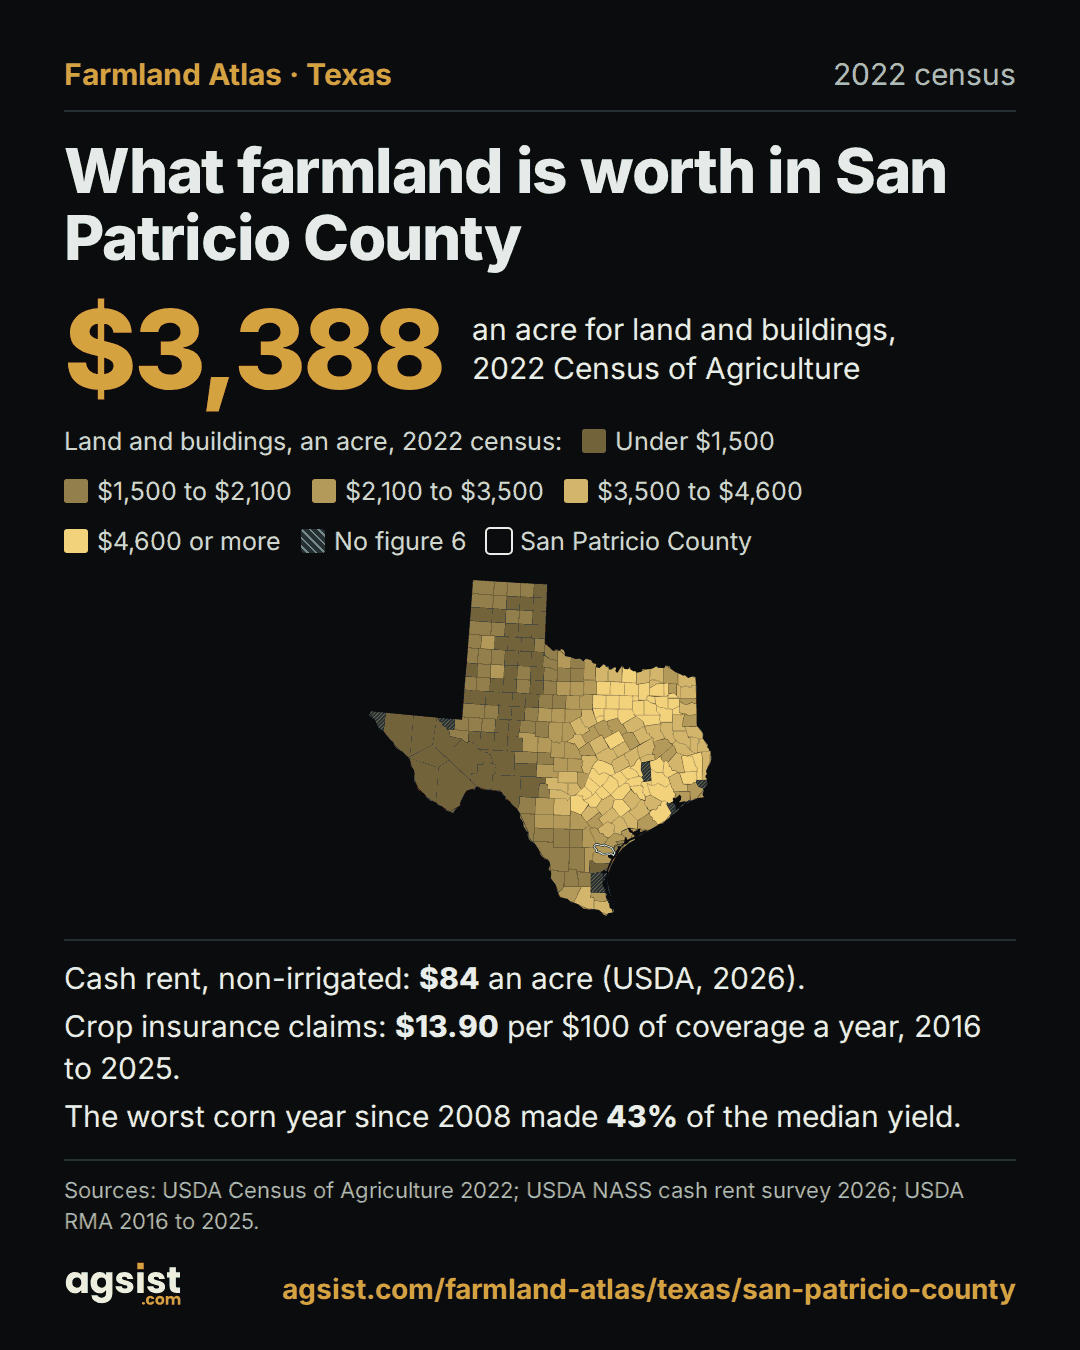 Farmland Atlas · Texas
2022 census
What farmland is worth in San
Patricio County
$3,388
an acre for land and buildings,
2022 Census of Agriculture
Land and buildings, an acre, 2022 census: Under $1,500
$1,500 to $2,100 $2,100 to $3,500 $3,500 to $4,600
$4,600 or more No figure 6 San Patricio County
Cash rent, non-irrigated: $84 an acre (USDA, 2026).
Crop insurance claims: $13.90 per $100 of coverage a year, 2016
to 2025.
The worst corn year since 2008 made 43% of the median yield.
Sources: USDA Census of Agriculture 2022; USDA NASS cash rent survey 2026; USDA
RMA 2016 to 2025.
agsist
.com
agsist.com/farmland-atlas/texas/san-patricio-county